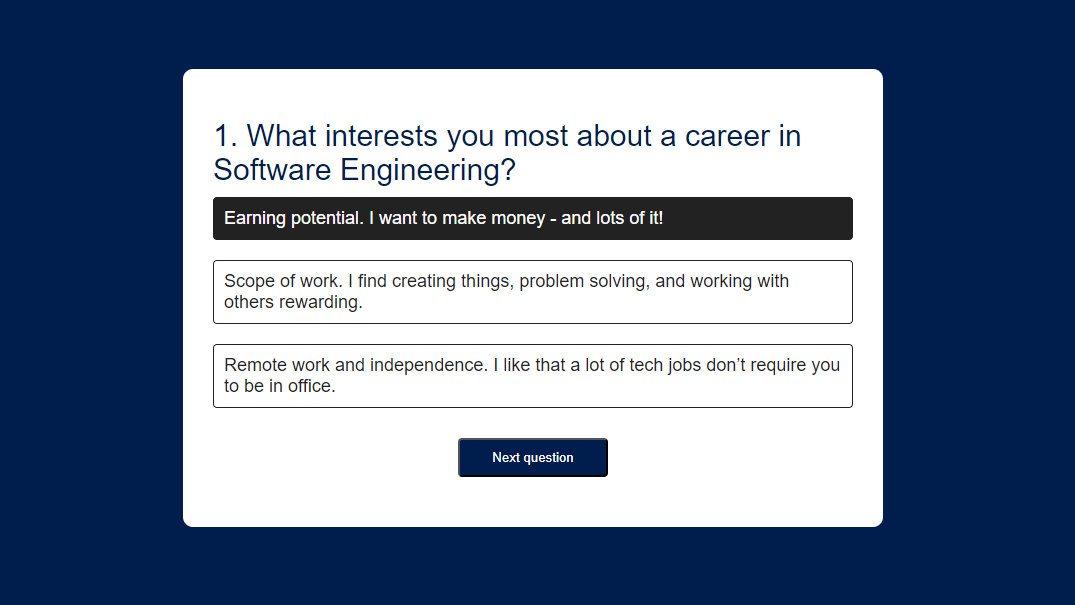 1. What interests you most about a career in
Software Engineering?
Earning potential. I want to make money - and lots of it!
Scope of work. I find creating things, problem solving, and working with
others rewarding.
Remote work and independence. I like that a lot of tech jobs don’t require you
to be in office.
Next question